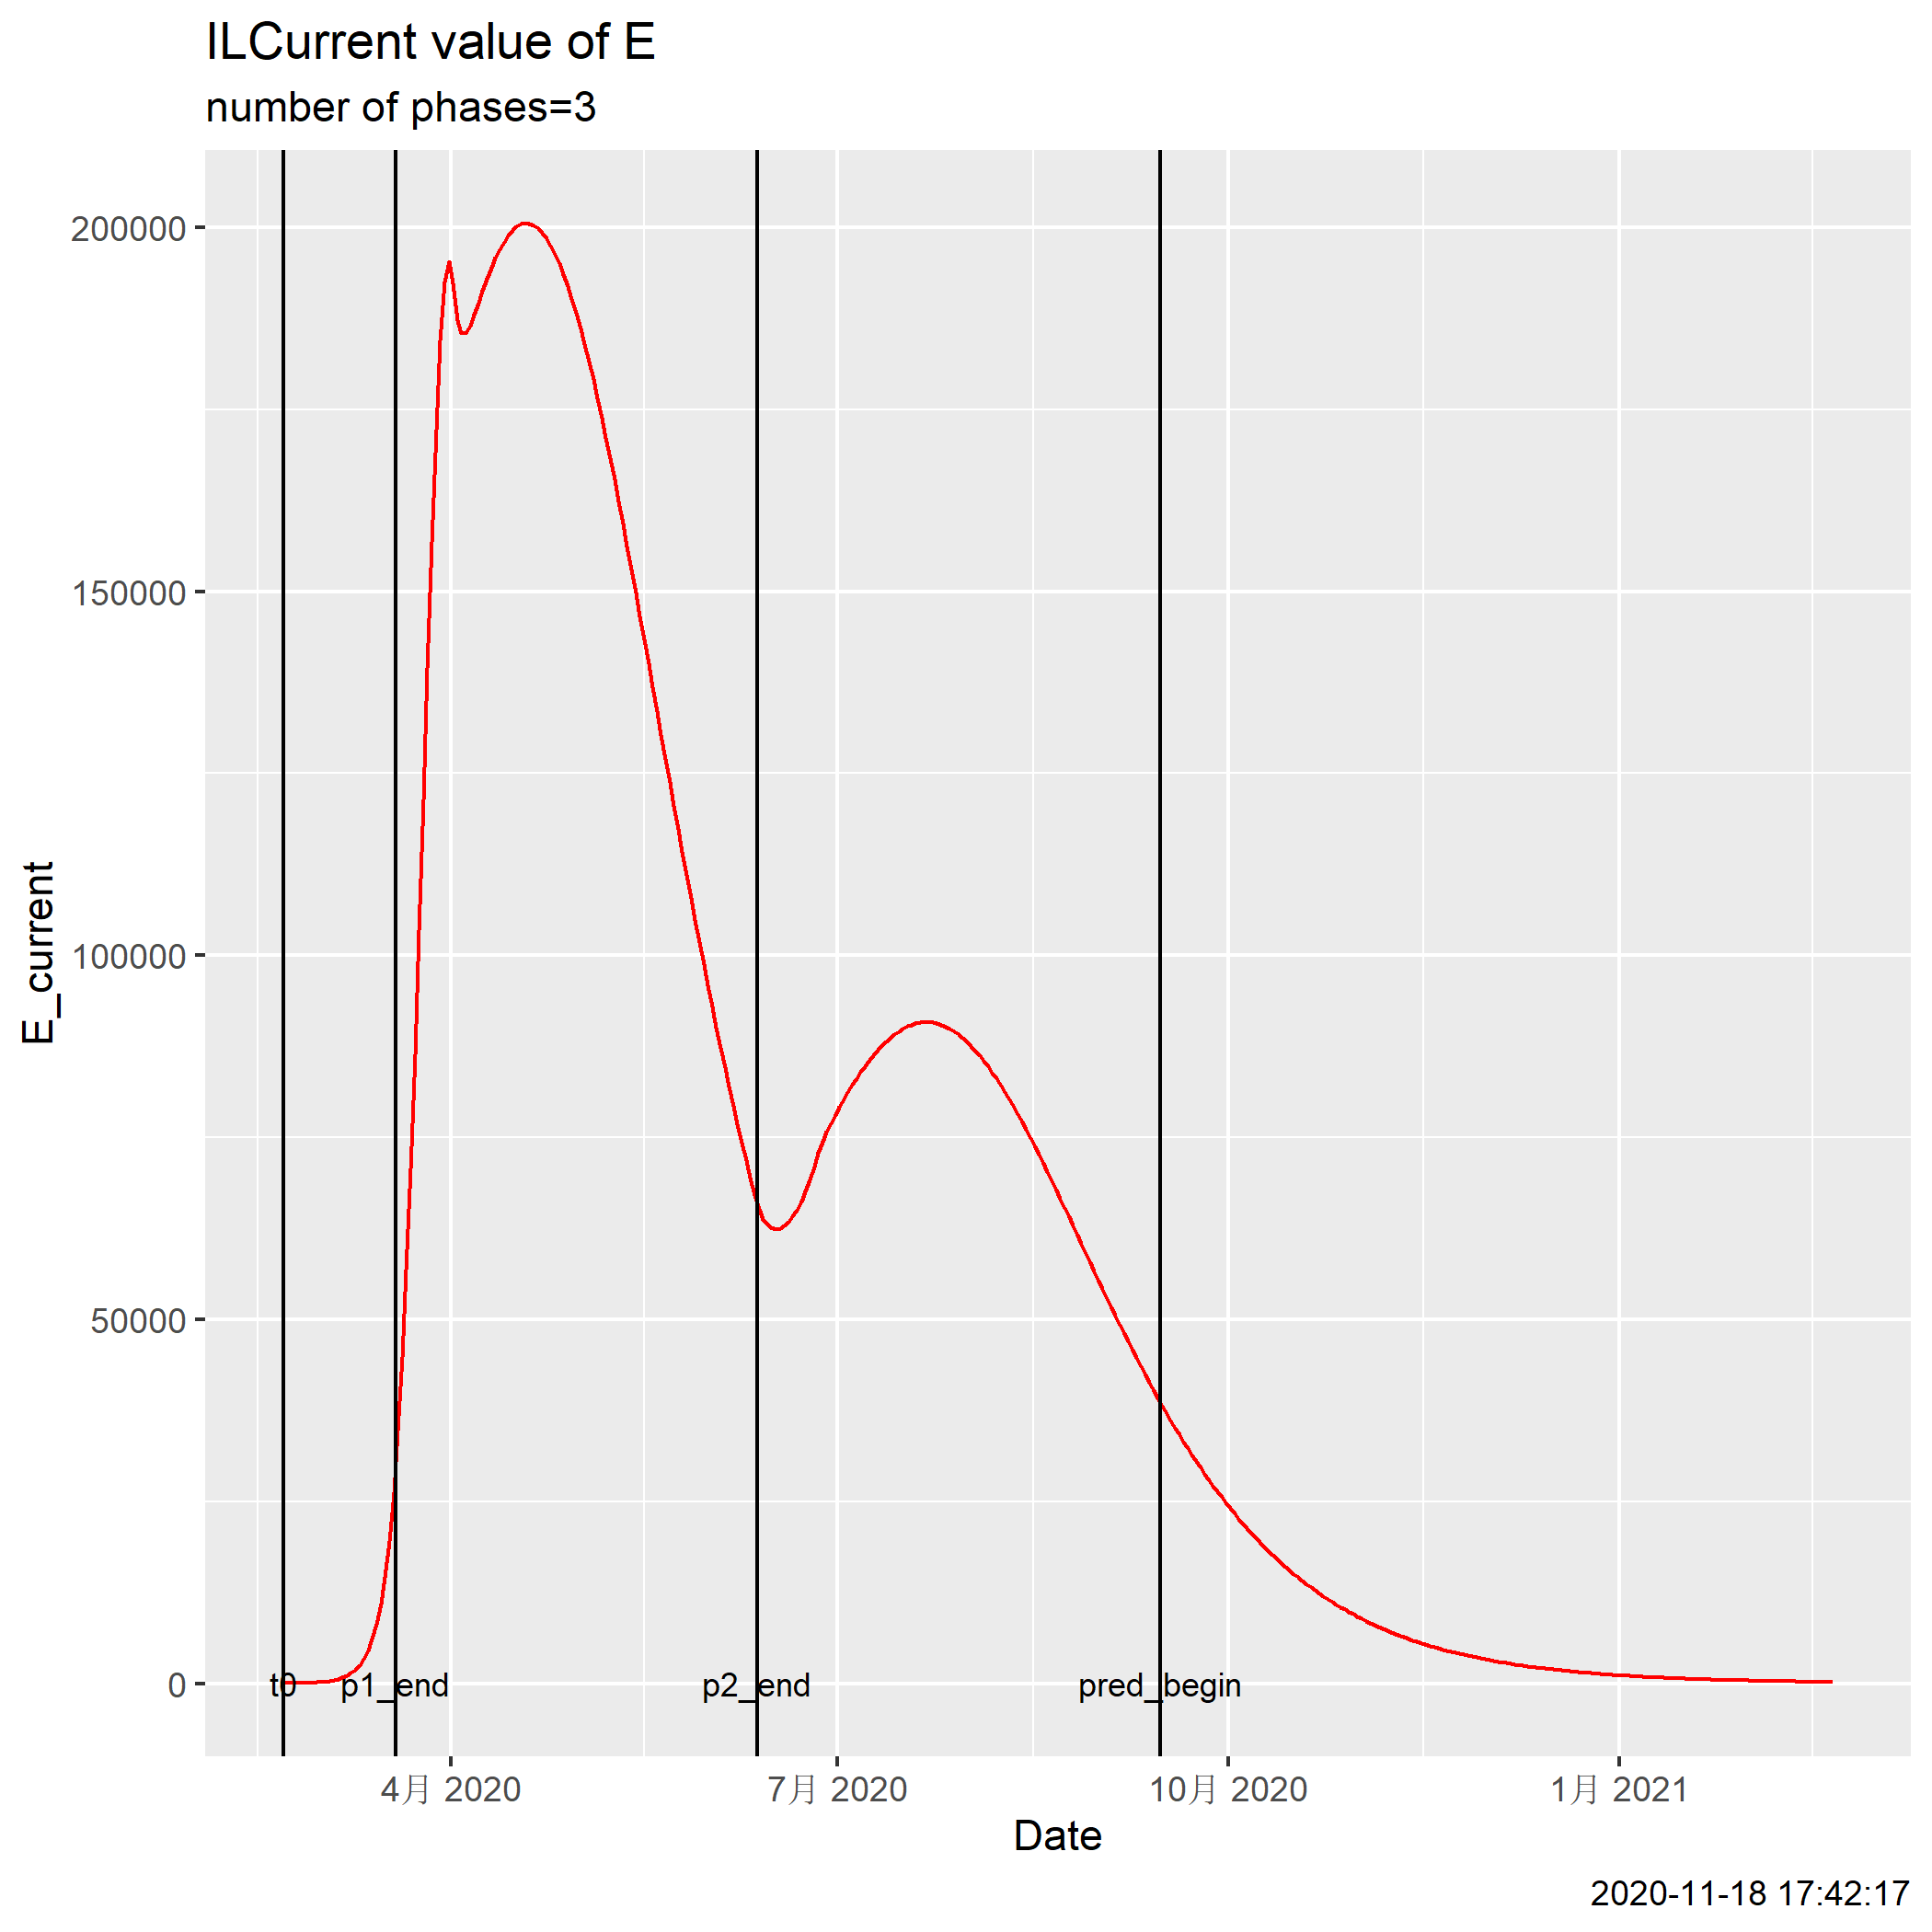 ILCurrent value of E
number of phases=3
E_current
200000
150000
100000
50000
0
t0
p1_end
p2_end
pred_begin
4月 2020
7月 2020
10月 2020
1月 2021
Date
2020-11-18 17:42:17